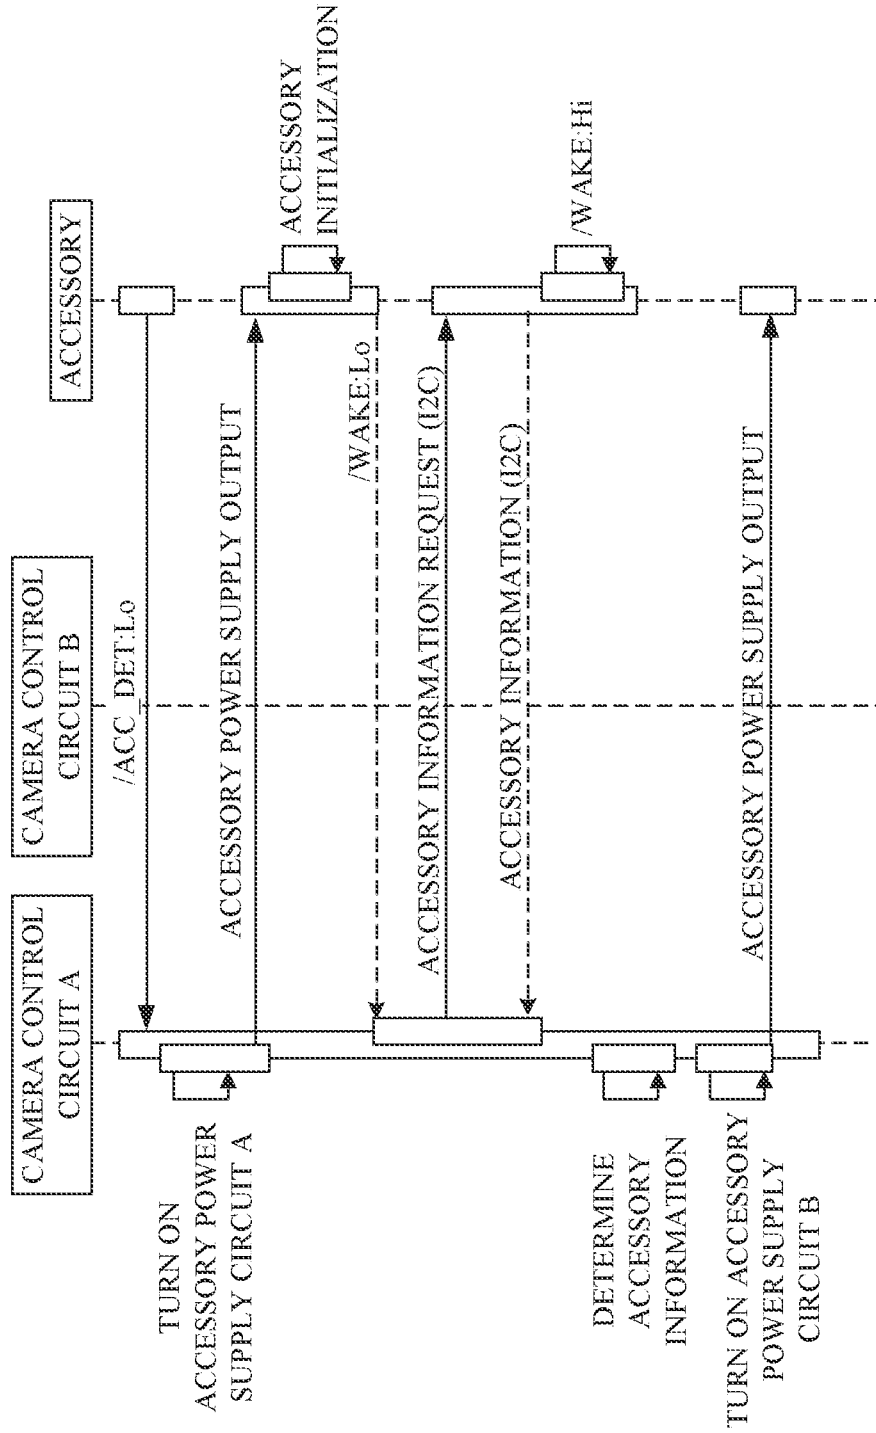 CAMERA CONTROL
CIRCUIT A
CAMERA CONTROL
CIRCUIT B
ACCESSORY
/ACC_DET:Lo
TURN ON
ACCESSORY POWER
SUPPLY CIRCUIT A
ACCESSORY POWER SUPPLY OUTPUT
ACCESSORY
INITIALIZATION
/WAKE:Lo
ACCESSORY INFORMATION REQUEST (I2C)
ACCESSORY INFORMATION (I2C)
/WAKE:Hi
DETERMINE
ACCESSORY
INFORMATION
TURN ON ACCESSORY
POWER SUPPLY
CIRCUIT B
ACCESSORY POWER SUPPLY OUTPUT